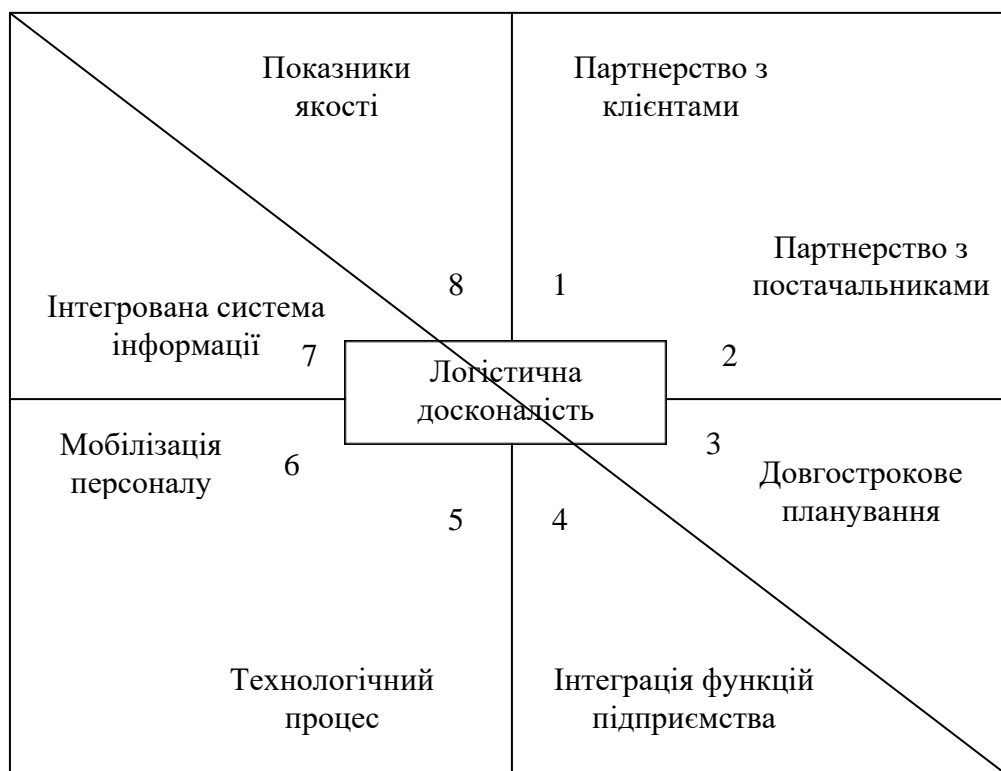 Показники
якості
Партнерство з
клієнтами
Партнерство з
постачальниками
8
1
Інтегрована система
інформації
7
2
Логістична
досконалість
Мобілізація
персоналу
6
3
Довгострокове
планування
5
4
Технологічний
процес
Інтеграція функцій
підприємства